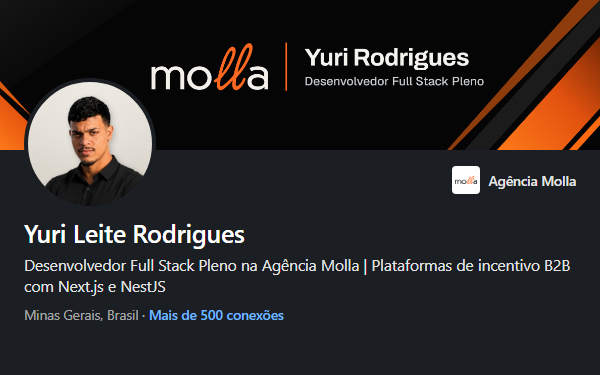 molla
Yuri Rodrigues
Desenvolvedor Full Stack Pleno
molla
Agência Molla
Yuri Leite Rodrigues
Desenvolvedor Full Stack Pleno na Agência Molla | Plataformas de incentivo B2B
com Next.js e NestJS
Minas Gerais, Brasil · Mais de 500 conexões